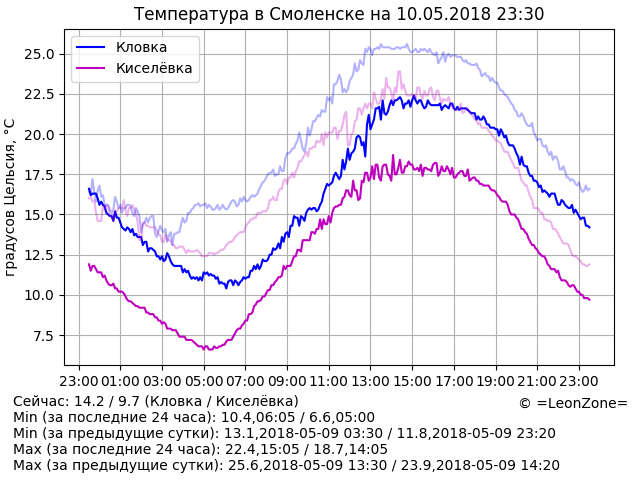 Температура в Смоленске на 10.05.2018 23:30
градусов Цельсия, °C
Кловка
Киселёвка
25.0
22.5
20.0
17.5
15.0
12.5
10.0
7.5
23:00 01:00 03:00 05:00 07:00 09:00 11:00 13:00 15:00 17:00 19:00 21:00 23:00
Сейчас: 14.2 / 9.7 (Кловка / Киселёвка)
© =LeonZone=
Min (за последние 24 часа): 10.4,06:05 / 6.6,05:00
Min (за предыдущие сутки): 13.1,2018-05-09 03:30 / 11.8,2018-05-09 23:20
Max (за последние 24 часа): 22.4,15:05 / 18.7,14:05
Max (за предыдущие сутки): 25.6,2018-05-09 13:30 / 23.9,2018-05-09 14:20